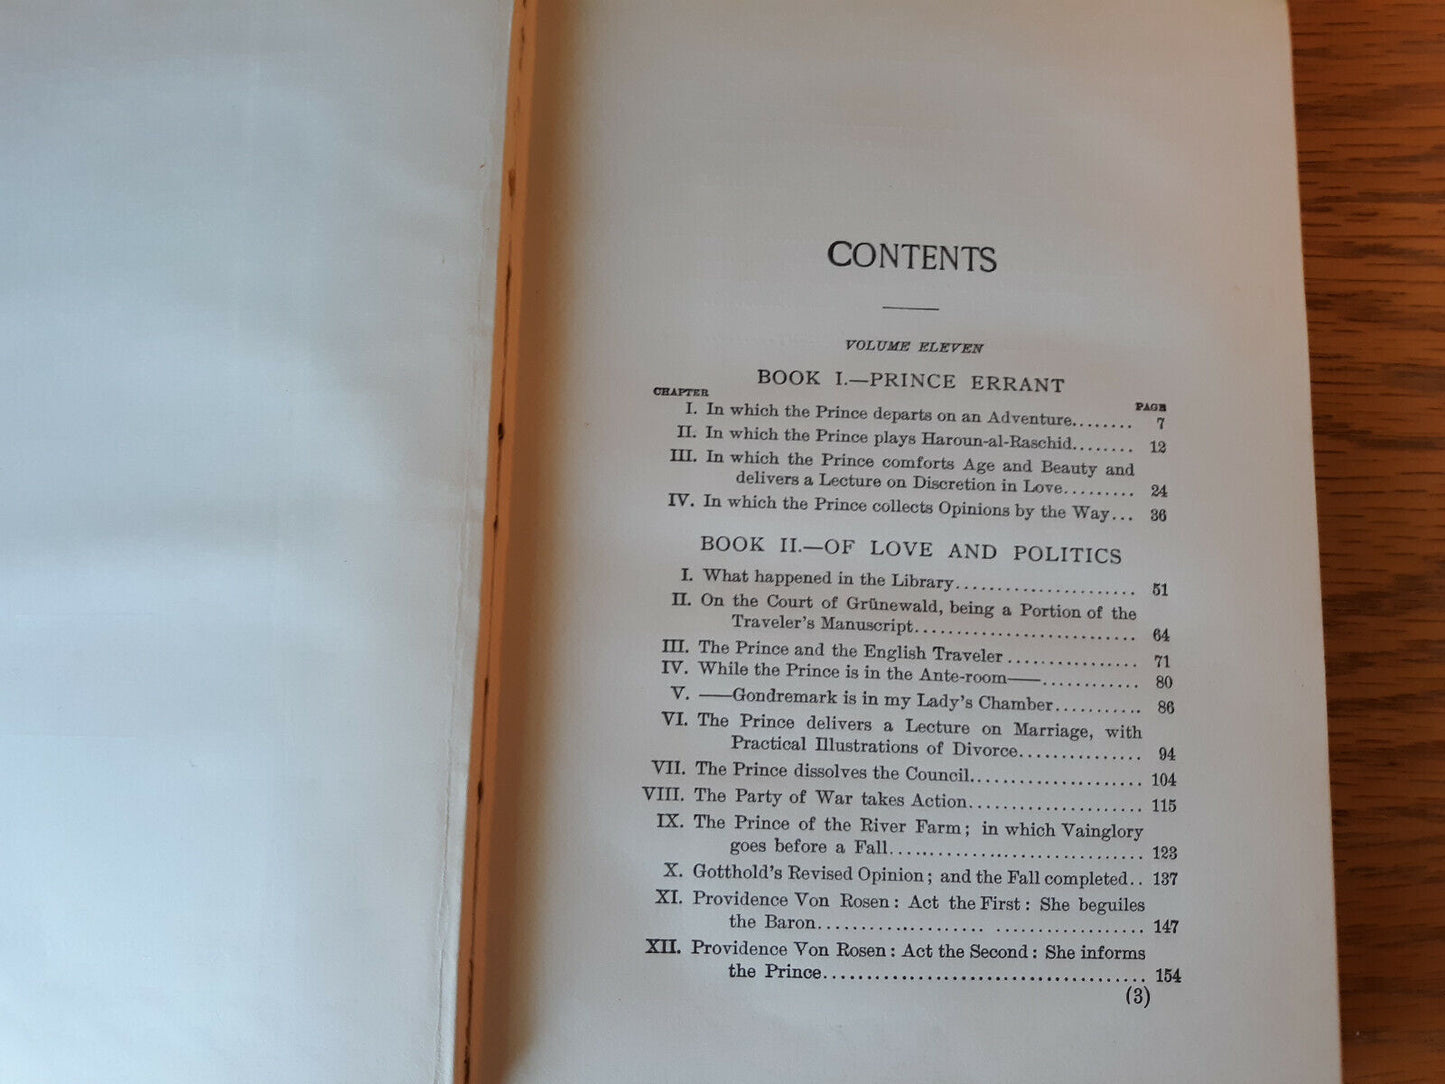 CONTENTS
VOLUME ELEVEN
BOOK I.—PRINCE ERRANT
CHAPTER PAGE
I. In which the Prince departs on an Adventure........ 7
II. In which the Prince plays Haroun-al-Raschid........ 12
III. In which the Prince comforts Age and Beauty and
delivers a Lecture on Discretion in Love......... 24
IV. In which the Prince collects Opinions by the Way... 36
BOOK II.—OF LOVE AND POLITICS
I. What happened in the Library...................... 51
II. On the Court of Grünewald, being a Portion of the
Traveler's Manuscript........................... 64
III. The Prince and the English Traveler ................ 71
IV. While the Prince is in the Ante-room——............ 80
V. ——Gondremark is in my Lady's Chamber........... 86
VI. The Prince delivers a Lecture on Marriage, with
Practical Illustrations of Divorce............... 94
VII. The Prince dissolves the Council..................... 104
VIII. The Party of War takes Action..................... 115
IX. The Prince of the River Farm; in which Vainglory
goes before a Fall............................... 123
X. Gotthold's Revised Opinion; and the Fall completed.. 137
XI. Providence Von Rosen: Act the First: She beguiles
the Baron.................... .................. 147
XII. Providence Von Rosen: Act the Second: She informs
the Prince....................................... 154
(3)